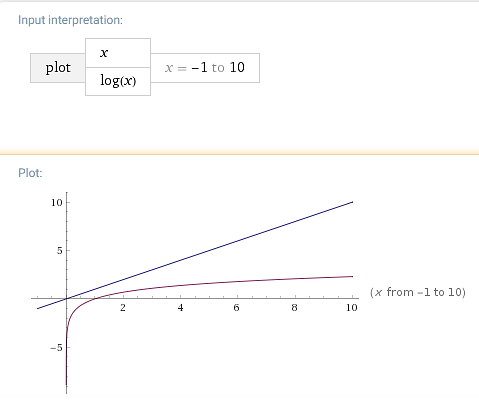 Input interpretation:
plot
x
log(x)
x = −1 to 10
Plot:
10
5
−5
2
4
6
8
10
(x from −1 to 10)